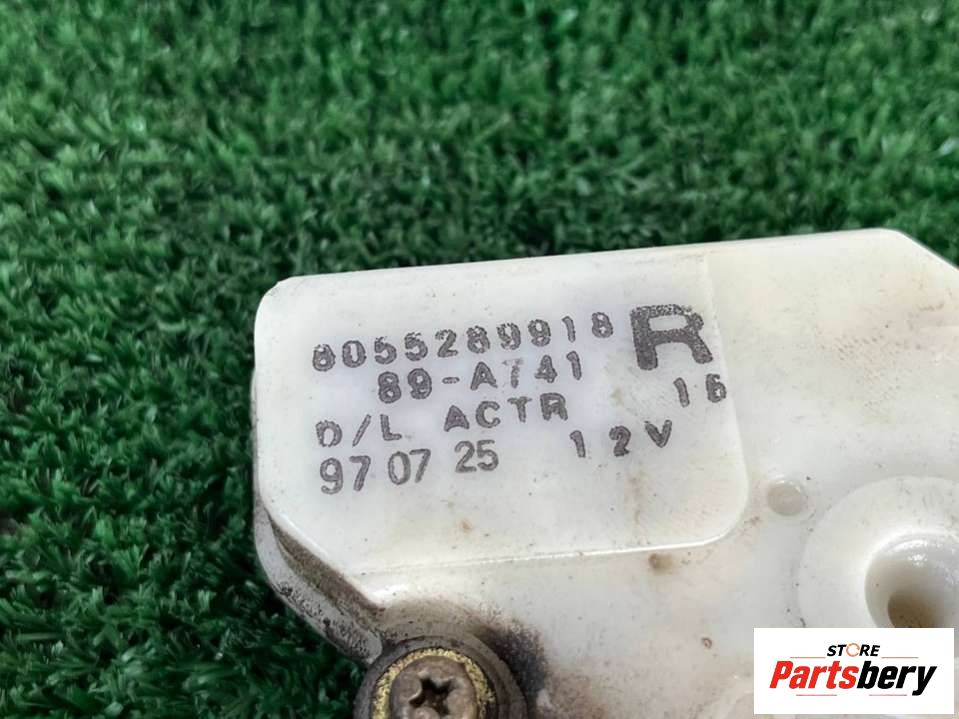 8055289918 R
89-A741 16
D/L ACTR
97 07 25 12V
STORE
Partsbery